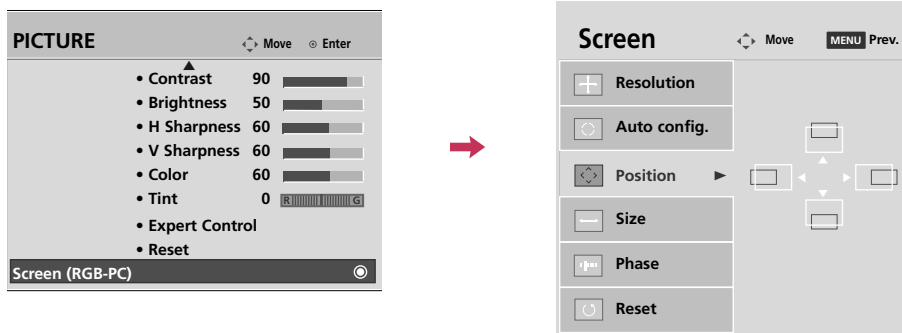 PICTURE
Move
Enter
• Contrast 90
• Brightness 50
• H Sharpness 60
• V Sharpness 60
• Color 60
• Tint 0 R G
• Expert Control
• Reset
Screen (RGB-PC)
Screen
Move
MENU Prev.
Resolution
Auto config.
Position
Size
Phase
Reset